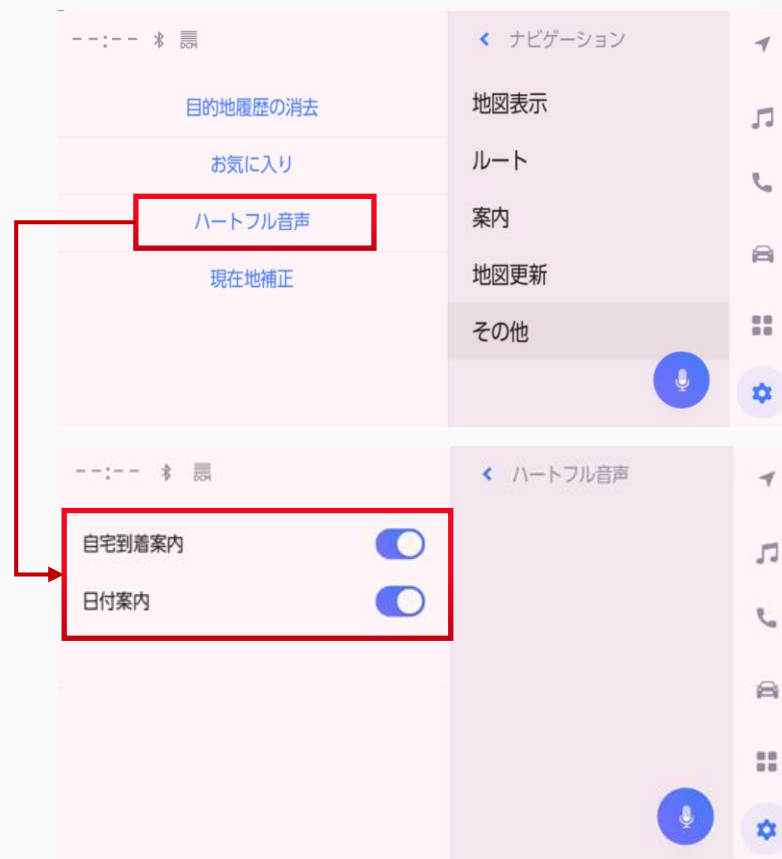 --:-- DCM
目的地履歴の消去
お気に入り
ハートフル音声
現在地補正
ナビゲーション
地図表示
ルート
案内
地図更新
その他
--:-- DCM
自宅到着案内
日付案内
ハートフル音声